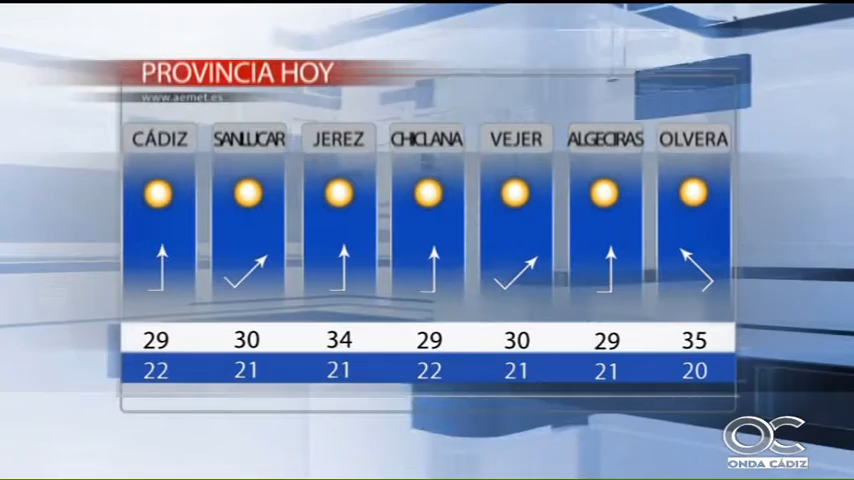 PROVINCIA HOY
www.aemet.es
CÁDIZ SANLUCAR JEREZ CHICLANA VEJER ALGECIRAS OLVERA
29 30 34 29 30 29 35
22 21 21 22 21 21 20
OC
ONDA CÁDIZ